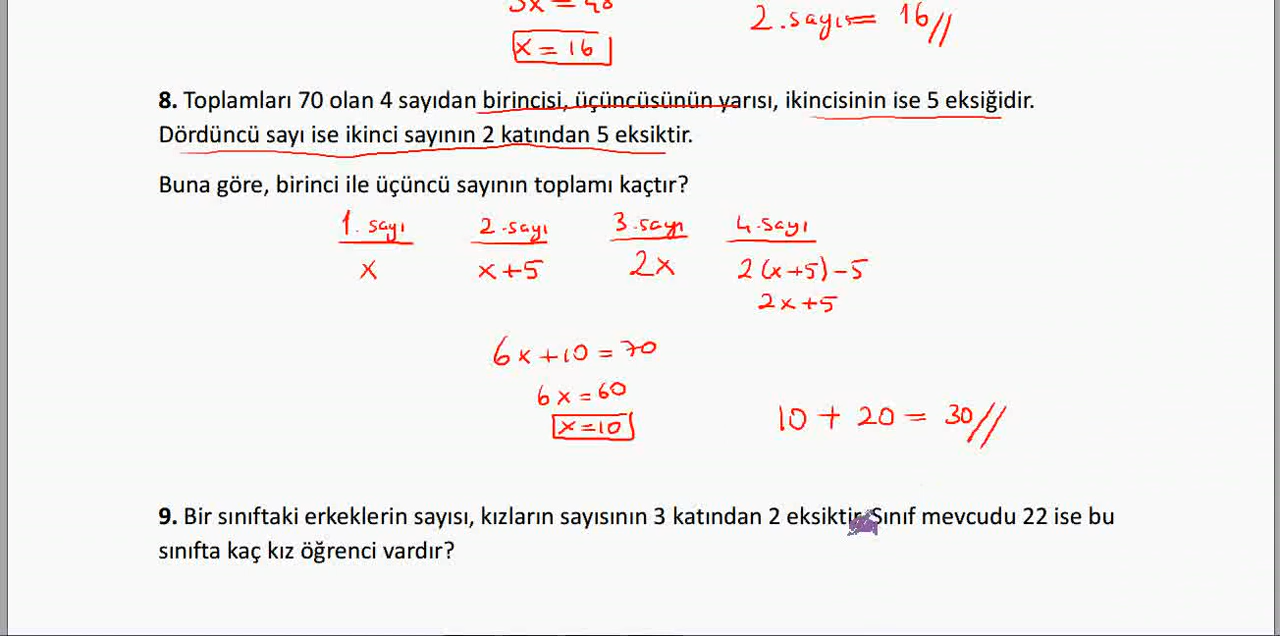 3x = 48
x = 16
2. sayı = 16//
8. Toplamları 70 olan 4 sayıdan birincisi, üçüncüsünün yarısı, ikincisinin ise 5 eksiğidir.
Dördüncü sayı ise ikinci sayının 2 katından 5 eksiktir.
Buna göre, birinci ile üçüncü sayının toplamı kaçtır?
1. sayı 2. sayı 3. sayı 4. sayı
x x+5 2x 2(x+5)-5
2x+5
6x+10=70
6x=60
x=10
10 + 20 = 30//
9. Bir sınıftaki erkeklerin sayısı, kızların sayısının 3 katından 2 eksiktir. Sınıf mevcudu 22 ise bu
sınıfta kaç kız öğrenci vardır?